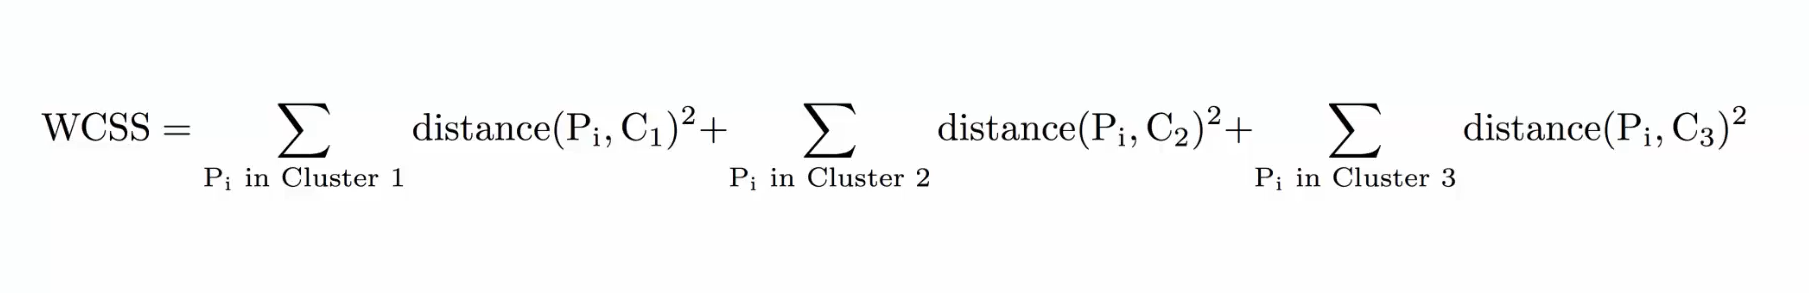 WCSS = ∑ distance(Pᵢ, C₁)² + ∑ distance(Pᵢ, C₂)² + ∑ distance(Pᵢ, C₃)²
Pᵢ in Cluster 1 Pᵢ in Cluster 2 Pᵢ in Cluster 3